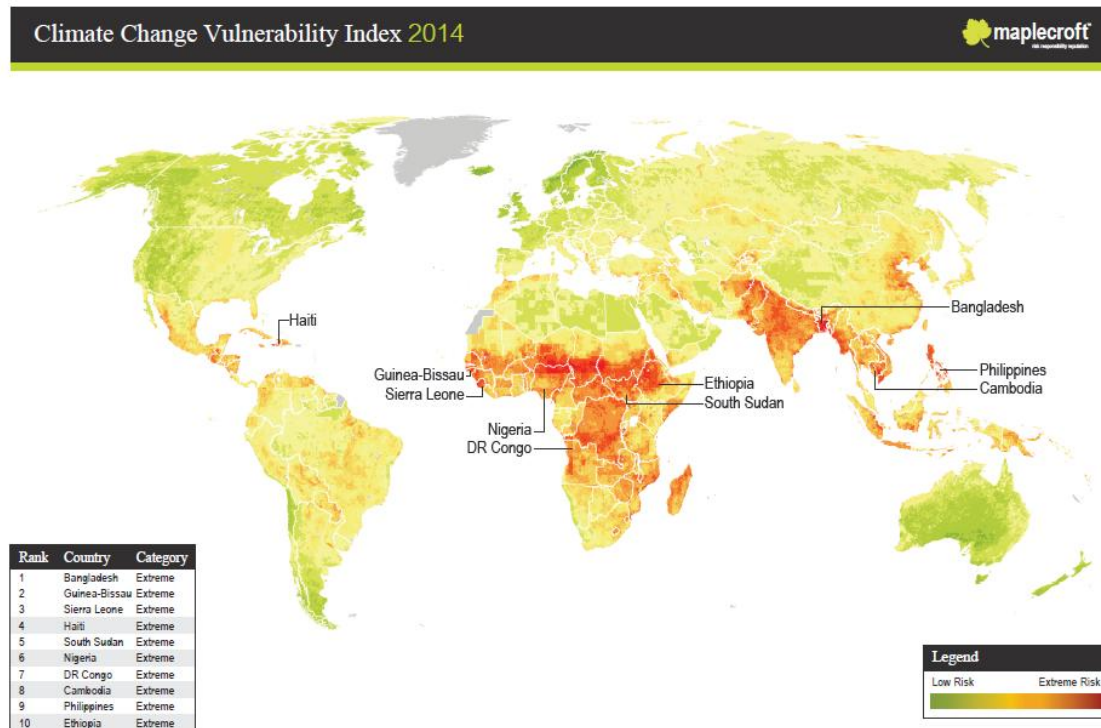 Climate Change Vulnerability Index 2014
maplecroft
risk responsibility reputation
Haiti
Bangladesh
Guinea-Bissau
Sierra Leone
Ethiopia
South Sudan
Philippines
Cambodia
Nigeria
DR Congo
Rank Country Category
1 Bangladesh Extreme
2 Guinea-Bissau Extreme
3 Sierra Leone Extreme
4 Haiti Extreme
5 South Sudan Extreme
6 Nigeria Extreme
7 DR Congo Extreme
8 Cambodia Extreme
9 Philippines Extreme
10 Ethiopia Extreme
Legend
Low Risk Extreme Risk